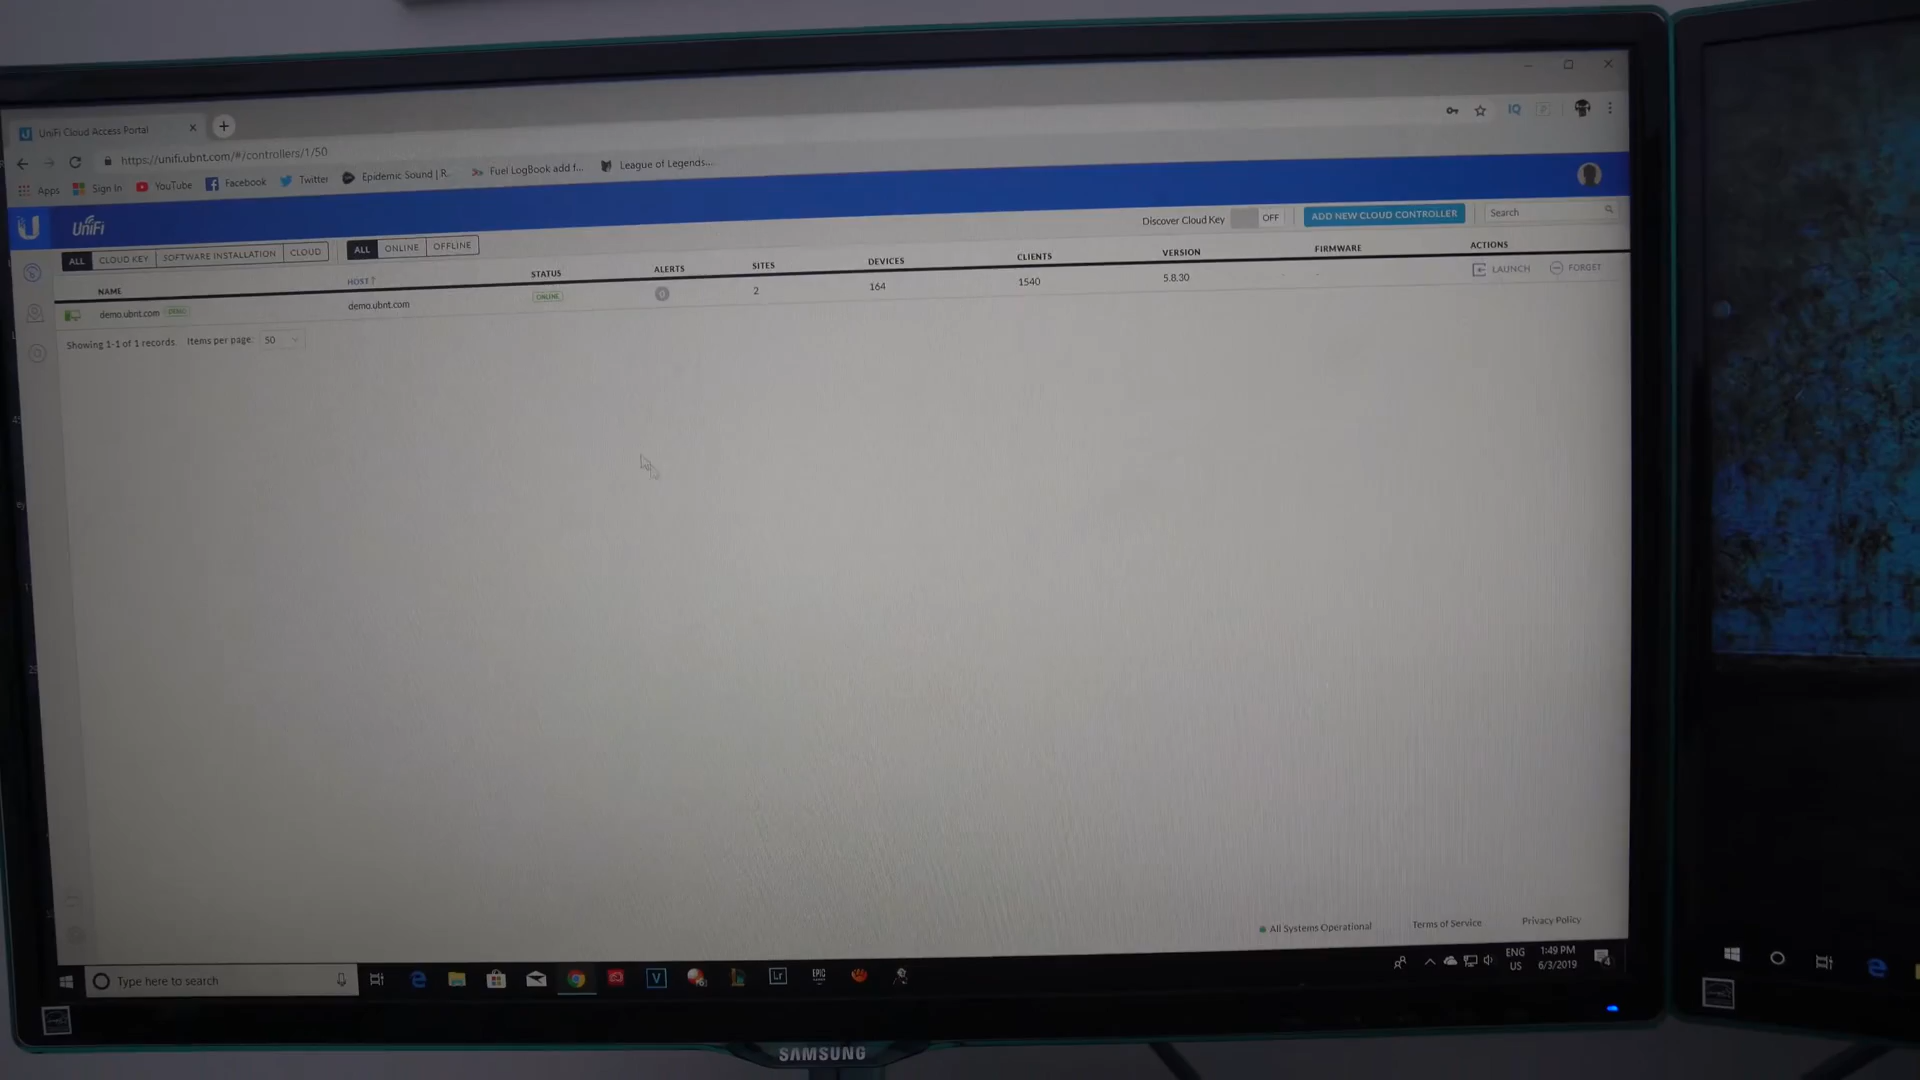 UniFi Cloud Access Portal
https://unifi.ubnt.com/#/controllers/1/50
Apps Sign In YouTube Facebook Twitter Epidemic Sound | R... Fuel LogBook add f... League of Legends...
IQ
UniFi
Discover Cloud Key OFF ADD NEW CLOUD CONTROLLER Search
ALL CLOUD KEY SOFTWARE INSTALLATION CLOUD ALL ONLINE OFFLINE
NAME HOST STATUS ALERTS SITES DEVICES CLIENTS VERSION FIRMWARE ACTIONS
demo.ubnt.com DEMO demo.ubnt.com ONLINE 0 2 164 1540 5.8.30 - LAUNCH FORGET
Showing 1-1 of 1 records. Items per page: 50
All Systems Operational Terms of Service Privacy Policy
Type here to search
V
Lr
EPIC
ENG
US
1:49 PM
6/3/2019
4
SAMSUNG